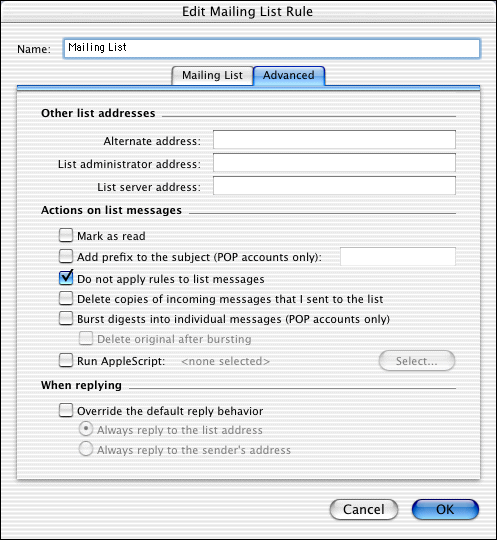 Edit Mailing List Rule
Name: Mailing List
Mailing List Advanced
Other list addresses
Alternate address:
List administrator address:
List server address:
Actions on list messages
Mark as read
Add prefix to the subject (POP accounts only):
Do not apply rules to list messages
Delete copies of incoming messages that I sent to the list
Burst digests into individual messages (POP accounts only)
Delete original after bursting
Run AppleScript: <none selected> Select...
When replying
Override the default reply behavior
Always reply to the list address
Always reply to the sender's address
Cancel OK